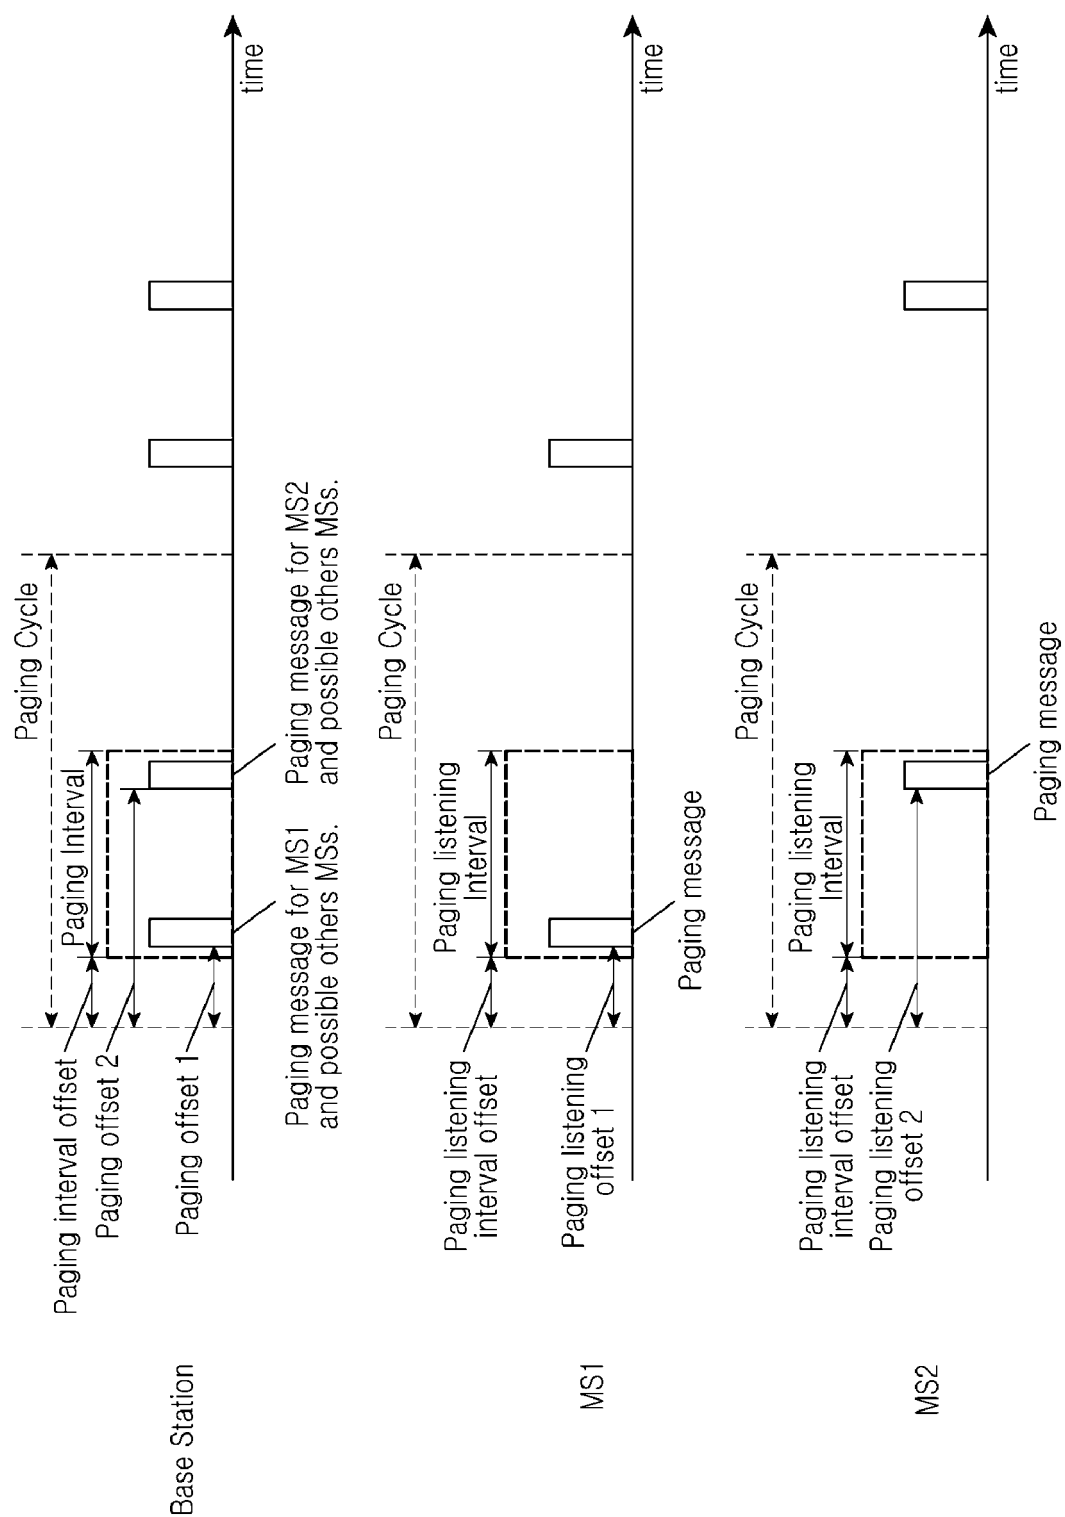 Base Station
Paging interval offset
Paging offset 2
Paging offset 1
Paging Interval
Paging Cycle
Paging message for MS1
and possible others MSs.
Paging message for MS2
and possible others MSs.
time
MS1
Paging listening
interval offset
Paging listening
offset 1
Paging listening
Interval
Paging Cycle
Paging message
time
MS2
Paging listening
interval offset
Paging listening
offset 2
Paging listening
Interval
Paging Cycle
Paging message
time